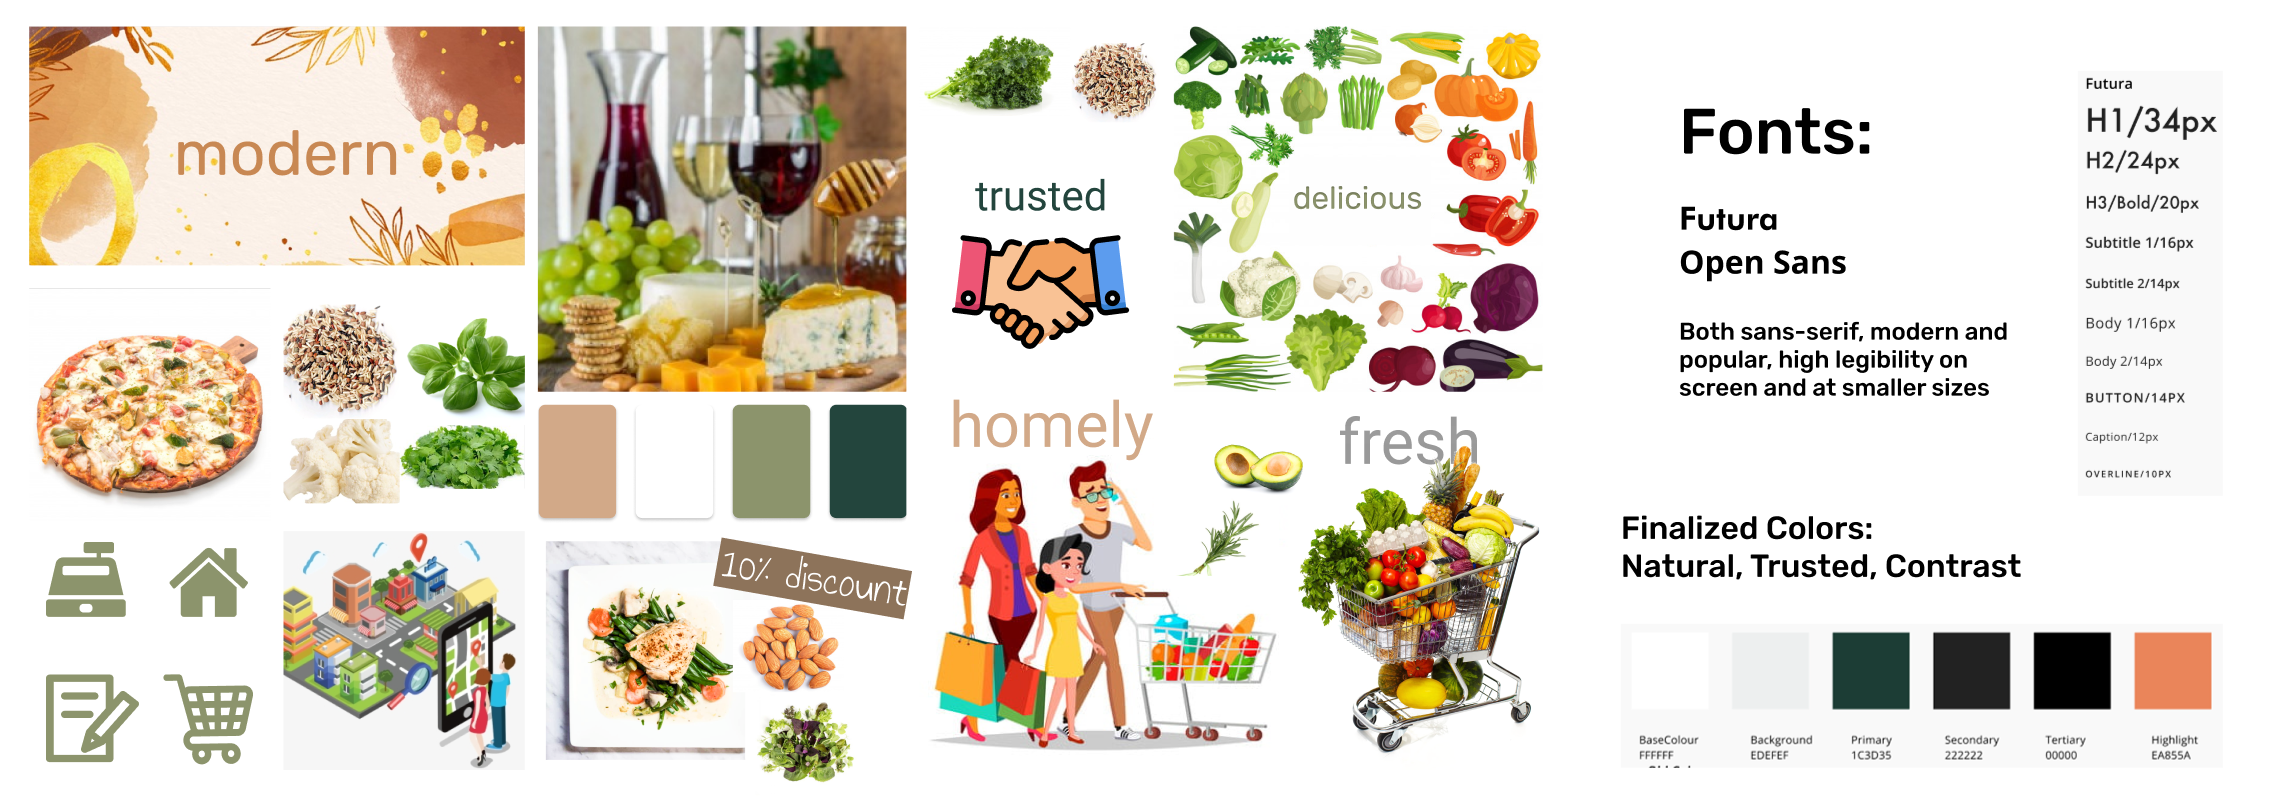 modern
10% discount
trusted
delicious
homely
fresh
Fonts:
Futura
Open Sans
Both sans-serif, modern and
popular, high legibility on
screen and at smaller sizes
Futura
H1/34px
H2/24px
H3/Bold/20px
Subtitle 1/16px
Subtitle 2/14px
Body 1/16px
Body 2/14px
BUTTON/14PX
Caption/12px
OVERLINE/10PX
Finalized Colors:
Natural, Trusted, Contrast
BaseColour
FFFFFF
Background
EDEFEF
Primary
1C3D35
Secondary
222222
Tertiary
00000
Highlight
EA855A